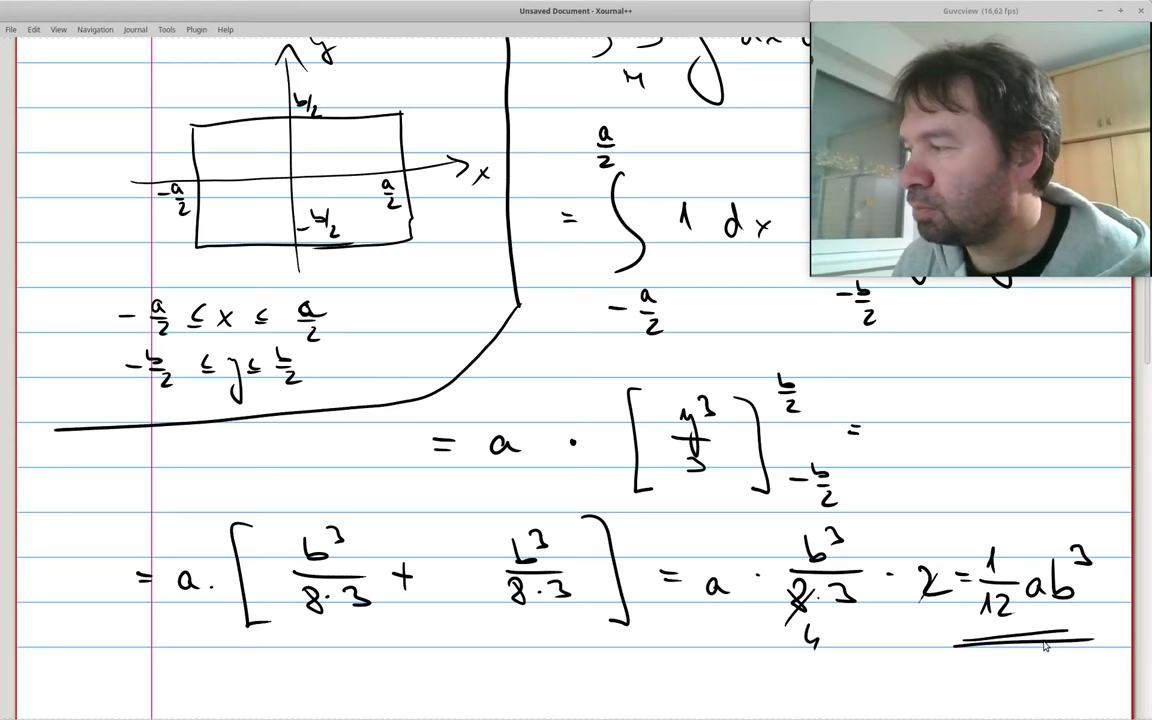 Unsaved Document - Xournal++
Guvcview (16,62 fps)
File Edit View Navigation Journal Tools Plugin Help
y
b/2
x
-a/2
a/2
-b/2
-a/2 ≤ x ≤ a/2
-b/2 ≤ y ≤ b/2
a/2
= ∫ 1 dx
-a/2
-b/2
= a · [y³/3] b/2 =
-b/2
= a · [b³/8·3 + b³/8·3] = a · b³/8·3 · 2 = 1/12 ab³
4